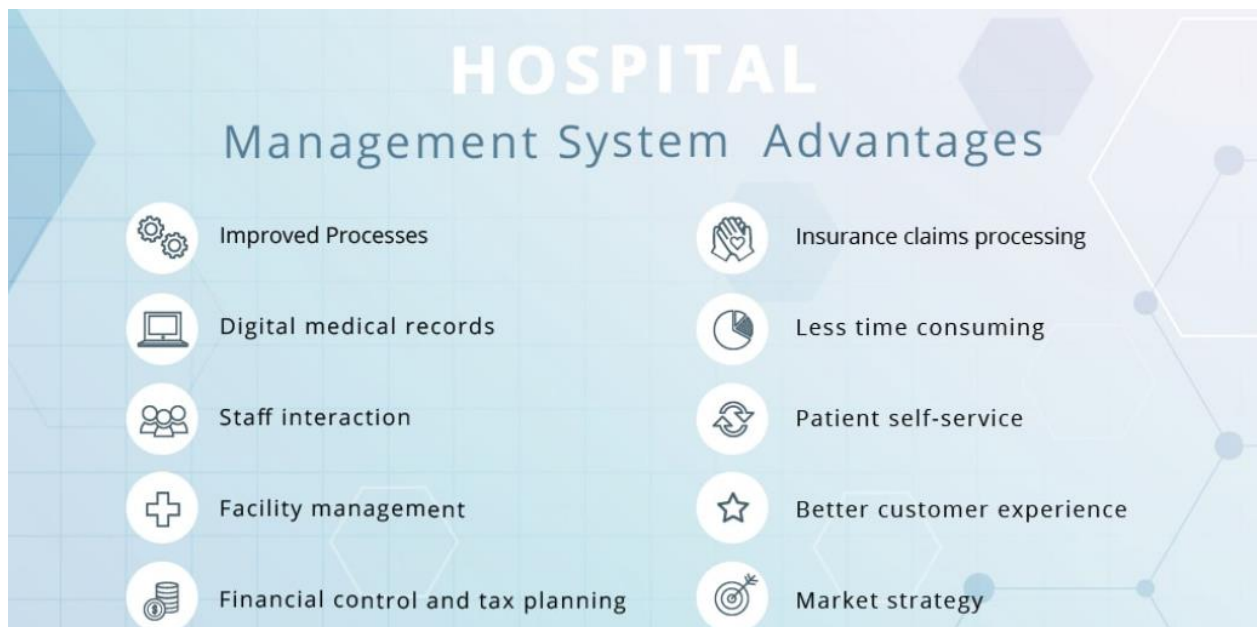 HOSPITAL
Management System Advantages
Improved Processes
Digital medical records
Staff interaction
Facility management
Financial control and tax planning
Insurance claims processing
Less time consuming
Patient self-service
Better customer experience
Market strategy